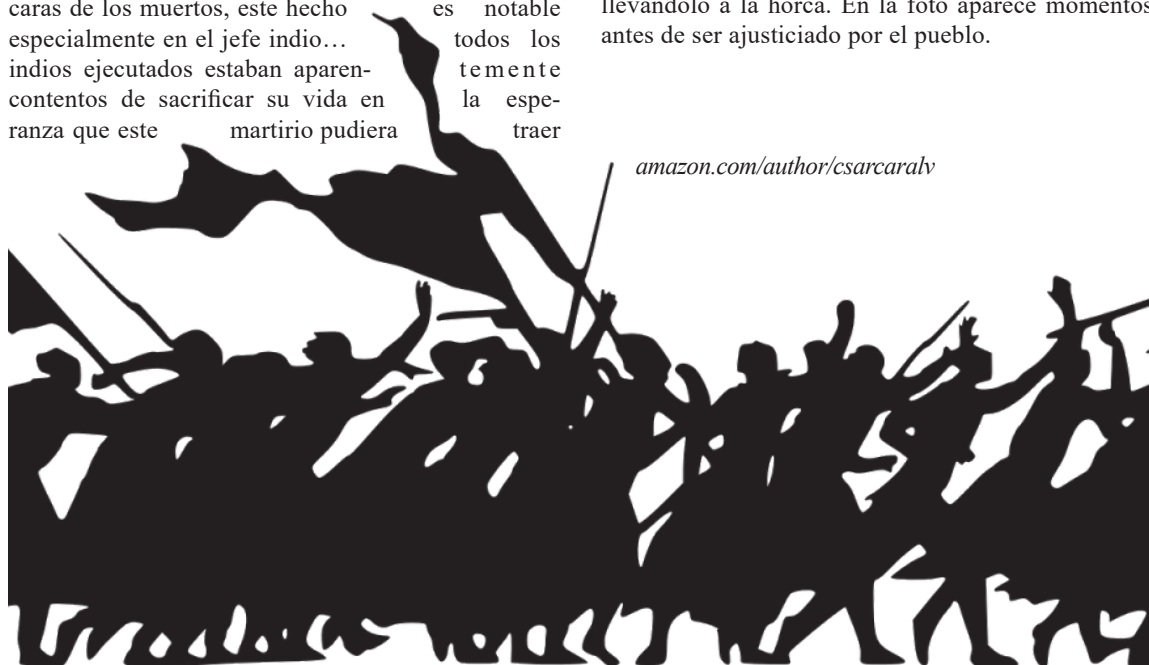 caras de los muertos, este hecho es notable
especialmente en el jefe indio… todos los
indios ejecutados estaban aparen- temente
contentos de sacrificar su vida en la espe-
ranza que este martirio pudiera traer
llevándolo a la horca. En la foto aparece momentos
antes de ser ajusticiado por el pueblo.
amazon.com/author/csarcaralv